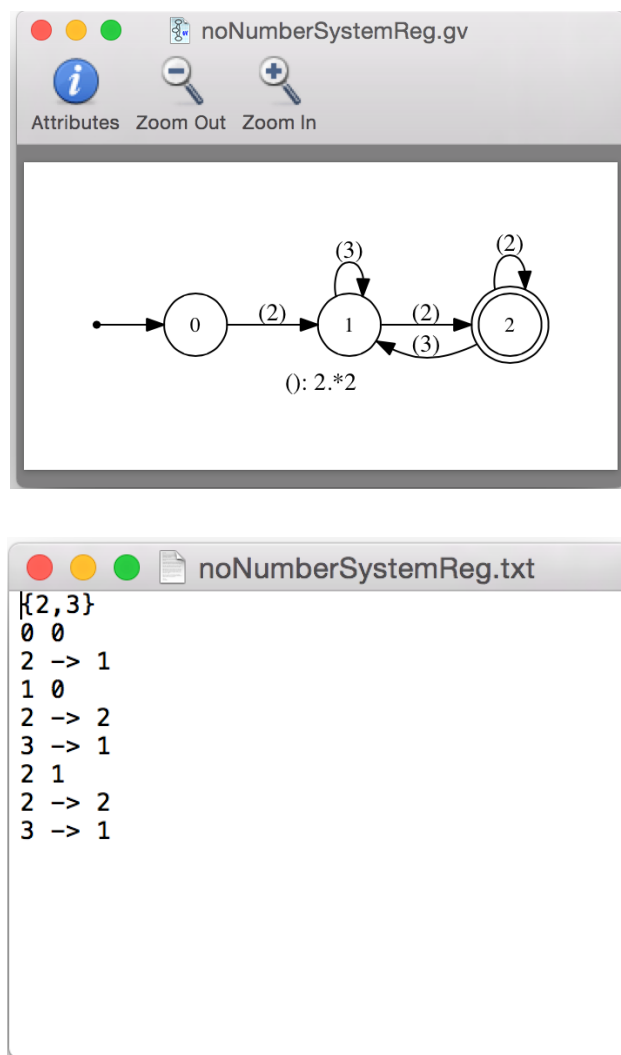 noNumberSystemReg.gv
Attributes Zoom Out Zoom In
(3) (2)
0 (2) 1 (2) 2
(3)
(): 2.*2
noNumberSystemReg.txt
{2,3}
0 0
2 -> 1
1 0
2 -> 2
3 -> 1
2 1
2 -> 2
3 -> 1